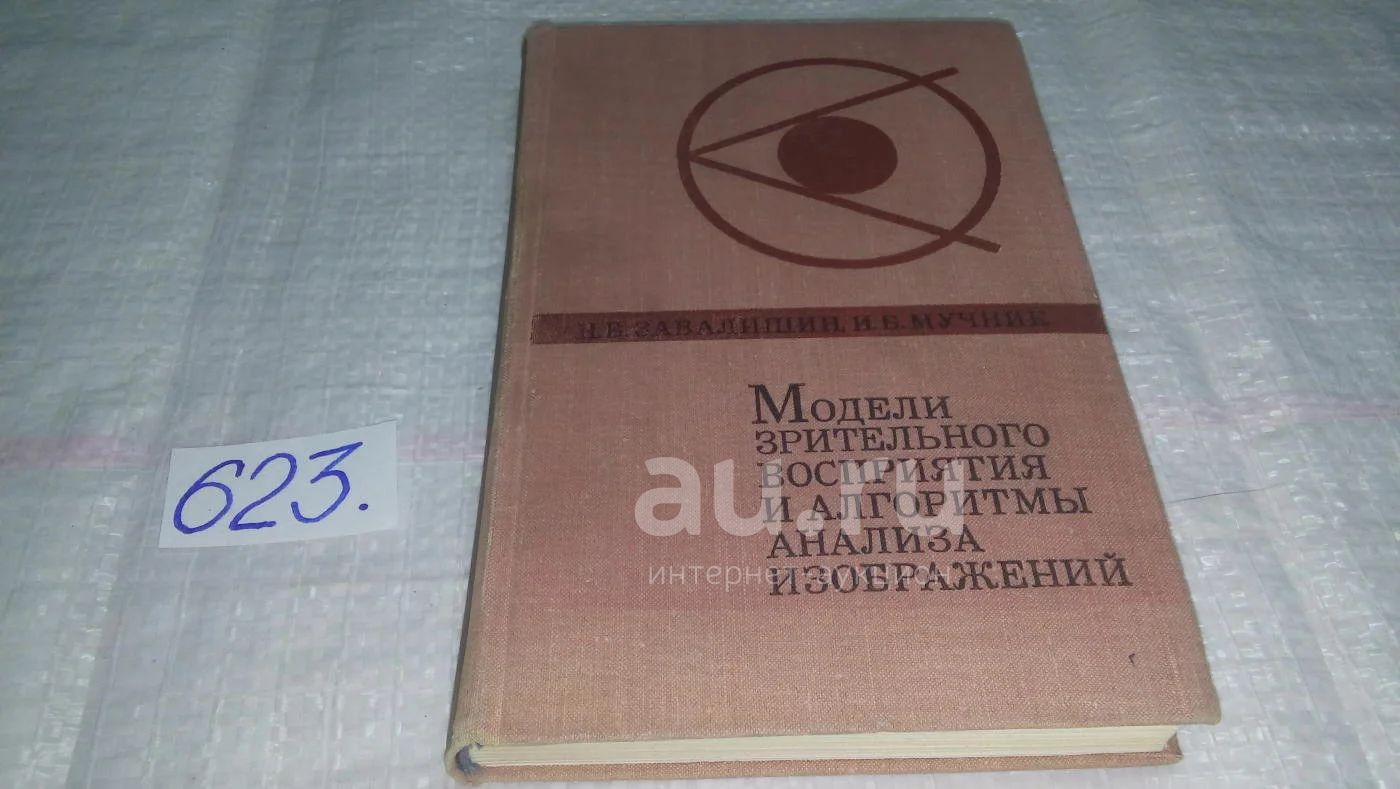 Н.В. ЗАВАЛИШИН, И.Б. МУЧНИК
МОДЕЛИ
ЗРИТЕЛЬНОГО
ВОСПРИЯТИЯ
И АЛГОРИТМЫ
АНАЛИЗА
ИЗОБРАЖЕНИЙ
623.
au.ru
интернет-аукцион